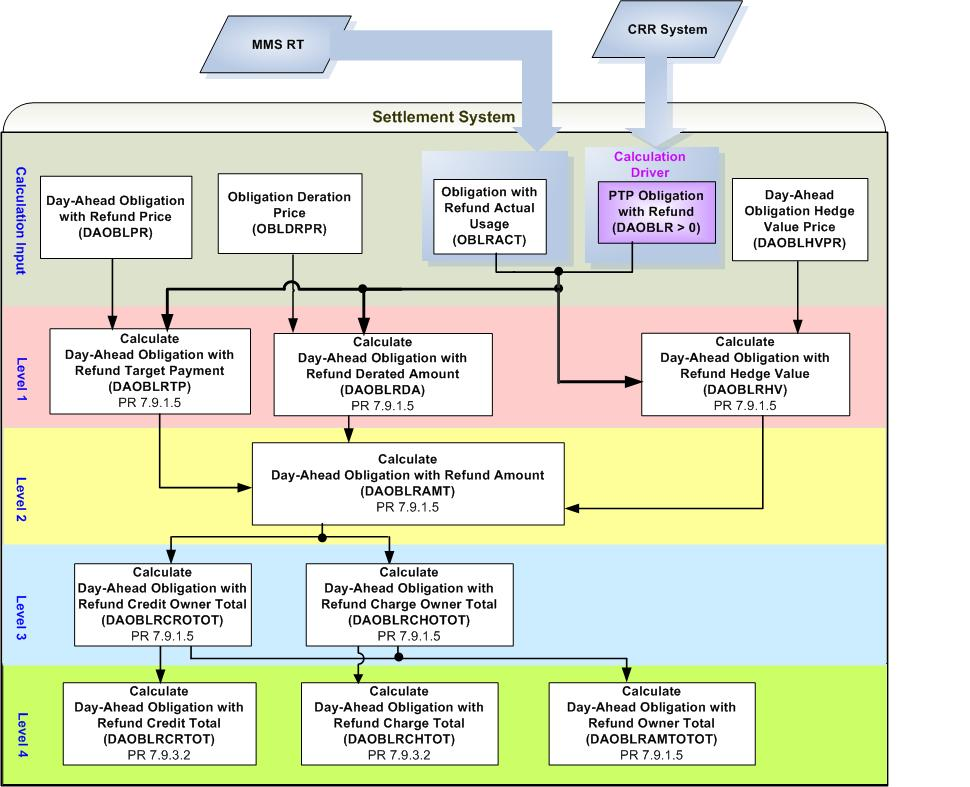 MMS RT
CRR System
Settlement System
Calculation Input
Day-Ahead Obligation
with Refund Price
(DAOBLPR)
Obligation Deration
Price
(OBLDRPR)
Obligation with
Refund Actual
Usage
(OBLRACT)
Calculation
Driver
PTP Obligation
with Refund
(DAOBLR > 0)
Day-Ahead
Obligation Hedge
Value Price
(DAOBLHVPR)
Level 1
Calculate
Day-Ahead Obligation with
Refund Target Payment
(DAOBLRTP)
PR 7.9.1.5
Calculate
Day-Ahead Obligation with
Refund Derated Amount
(DAOBLRDA)
PR 7.9.1.5
Calculate
Day-Ahead Obligation with
Refund Hedge Value
(DAOBLRHV)
PR 7.9.1.5
Level 2
Calculate
Day-Ahead Obligation with Refund Amount
(DAOBLRAMT)
PR 7.9.1.5
Level 3
Calculate
Day-Ahead Obligation with
Refund Credit Owner Total
(DAOBLRCROTOT)
PR 7.9.1.5
Calculate
Day-Ahead Obligation with
Refund Charge Owner Total
(DAOBLRCHOTOT)
PR 7.9.1.5
Level 4
Calculate
Day-Ahead Obligation with
Refund Credit Total
(DAOBLRCRTOT)
PR 7.9.3.2
Calculate
Day-Ahead Obligation with
Refund Charge Total
(DAOBLRCHTOT)
PR 7.9.3.2
Calculate
Day-Ahead Obligation with
Refund Owner Total
(DAOBLRAMTOTOT)
PR 7.9.1.5